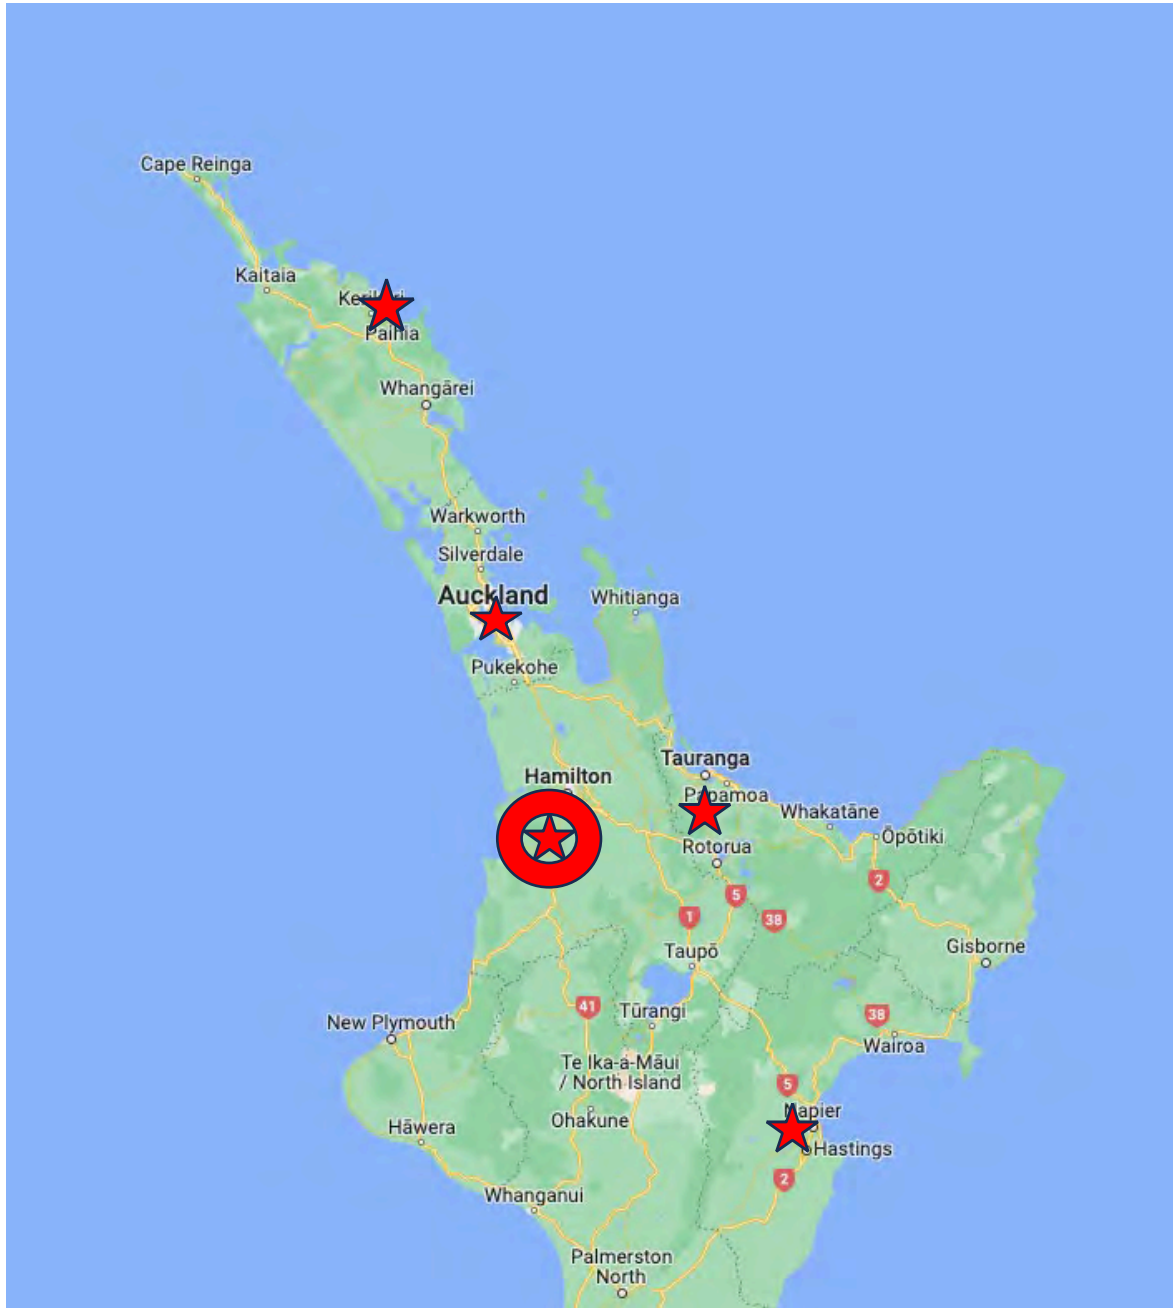 Cape Reinga
Kaitaia
Paihia
Whangārei
Warkworth
Silverdale
Auckland
Whitianga
Pukekohe
Tauranga
Hamilton
Papamoa
Whakatāne
Ōpōtiki
Rotorua
2
5
1
38
Gisborne
Taupō
41
Tūrangi
38
New Plymouth
Wairoa
Te Ika-a-Māui
/ North Island
5
Napier
Ohakune
Hāwera
Hastings
2
Whanganui
Palmerston
North